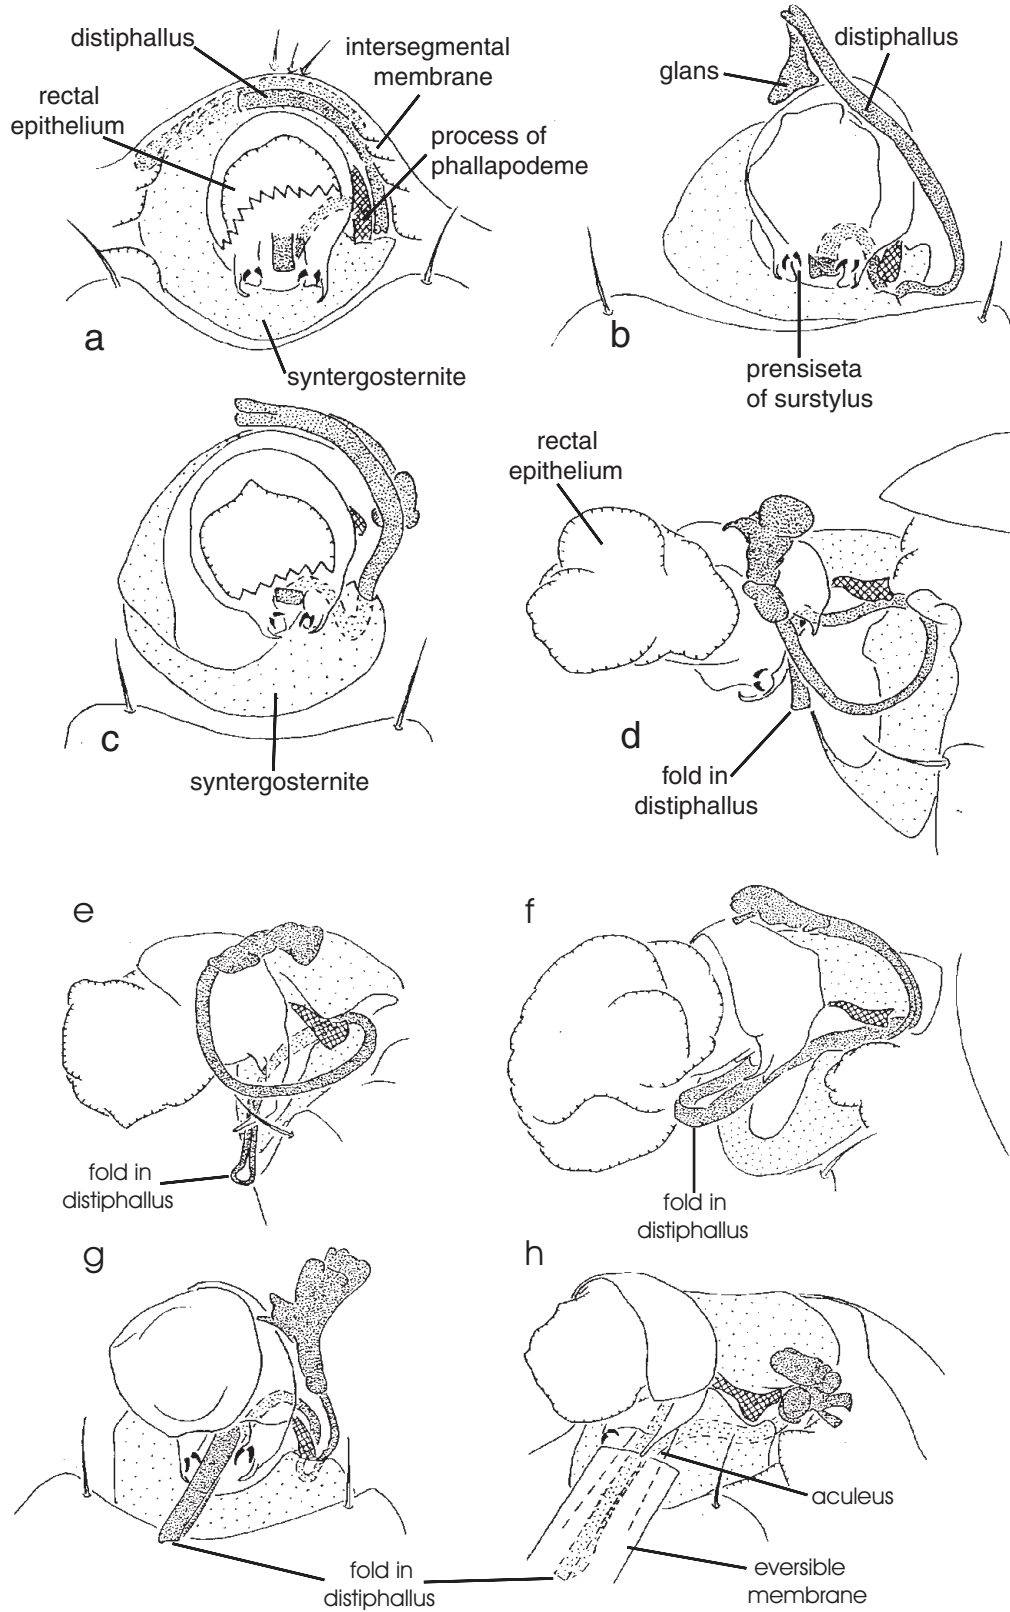 distiphallus
intersegmental
membrane
rectal
epithelium
process of
phallapodeme
a
syntergosternite
distiphallus
glans
b
prensiseta
of surstylus
c
syntergosternite
rectal
epithelium
d
fold in
distiphallus
e
fold in
distiphallus
f
fold in
distiphallus
g
h
aculeus
eversible
membrane
fold in
distiphallus